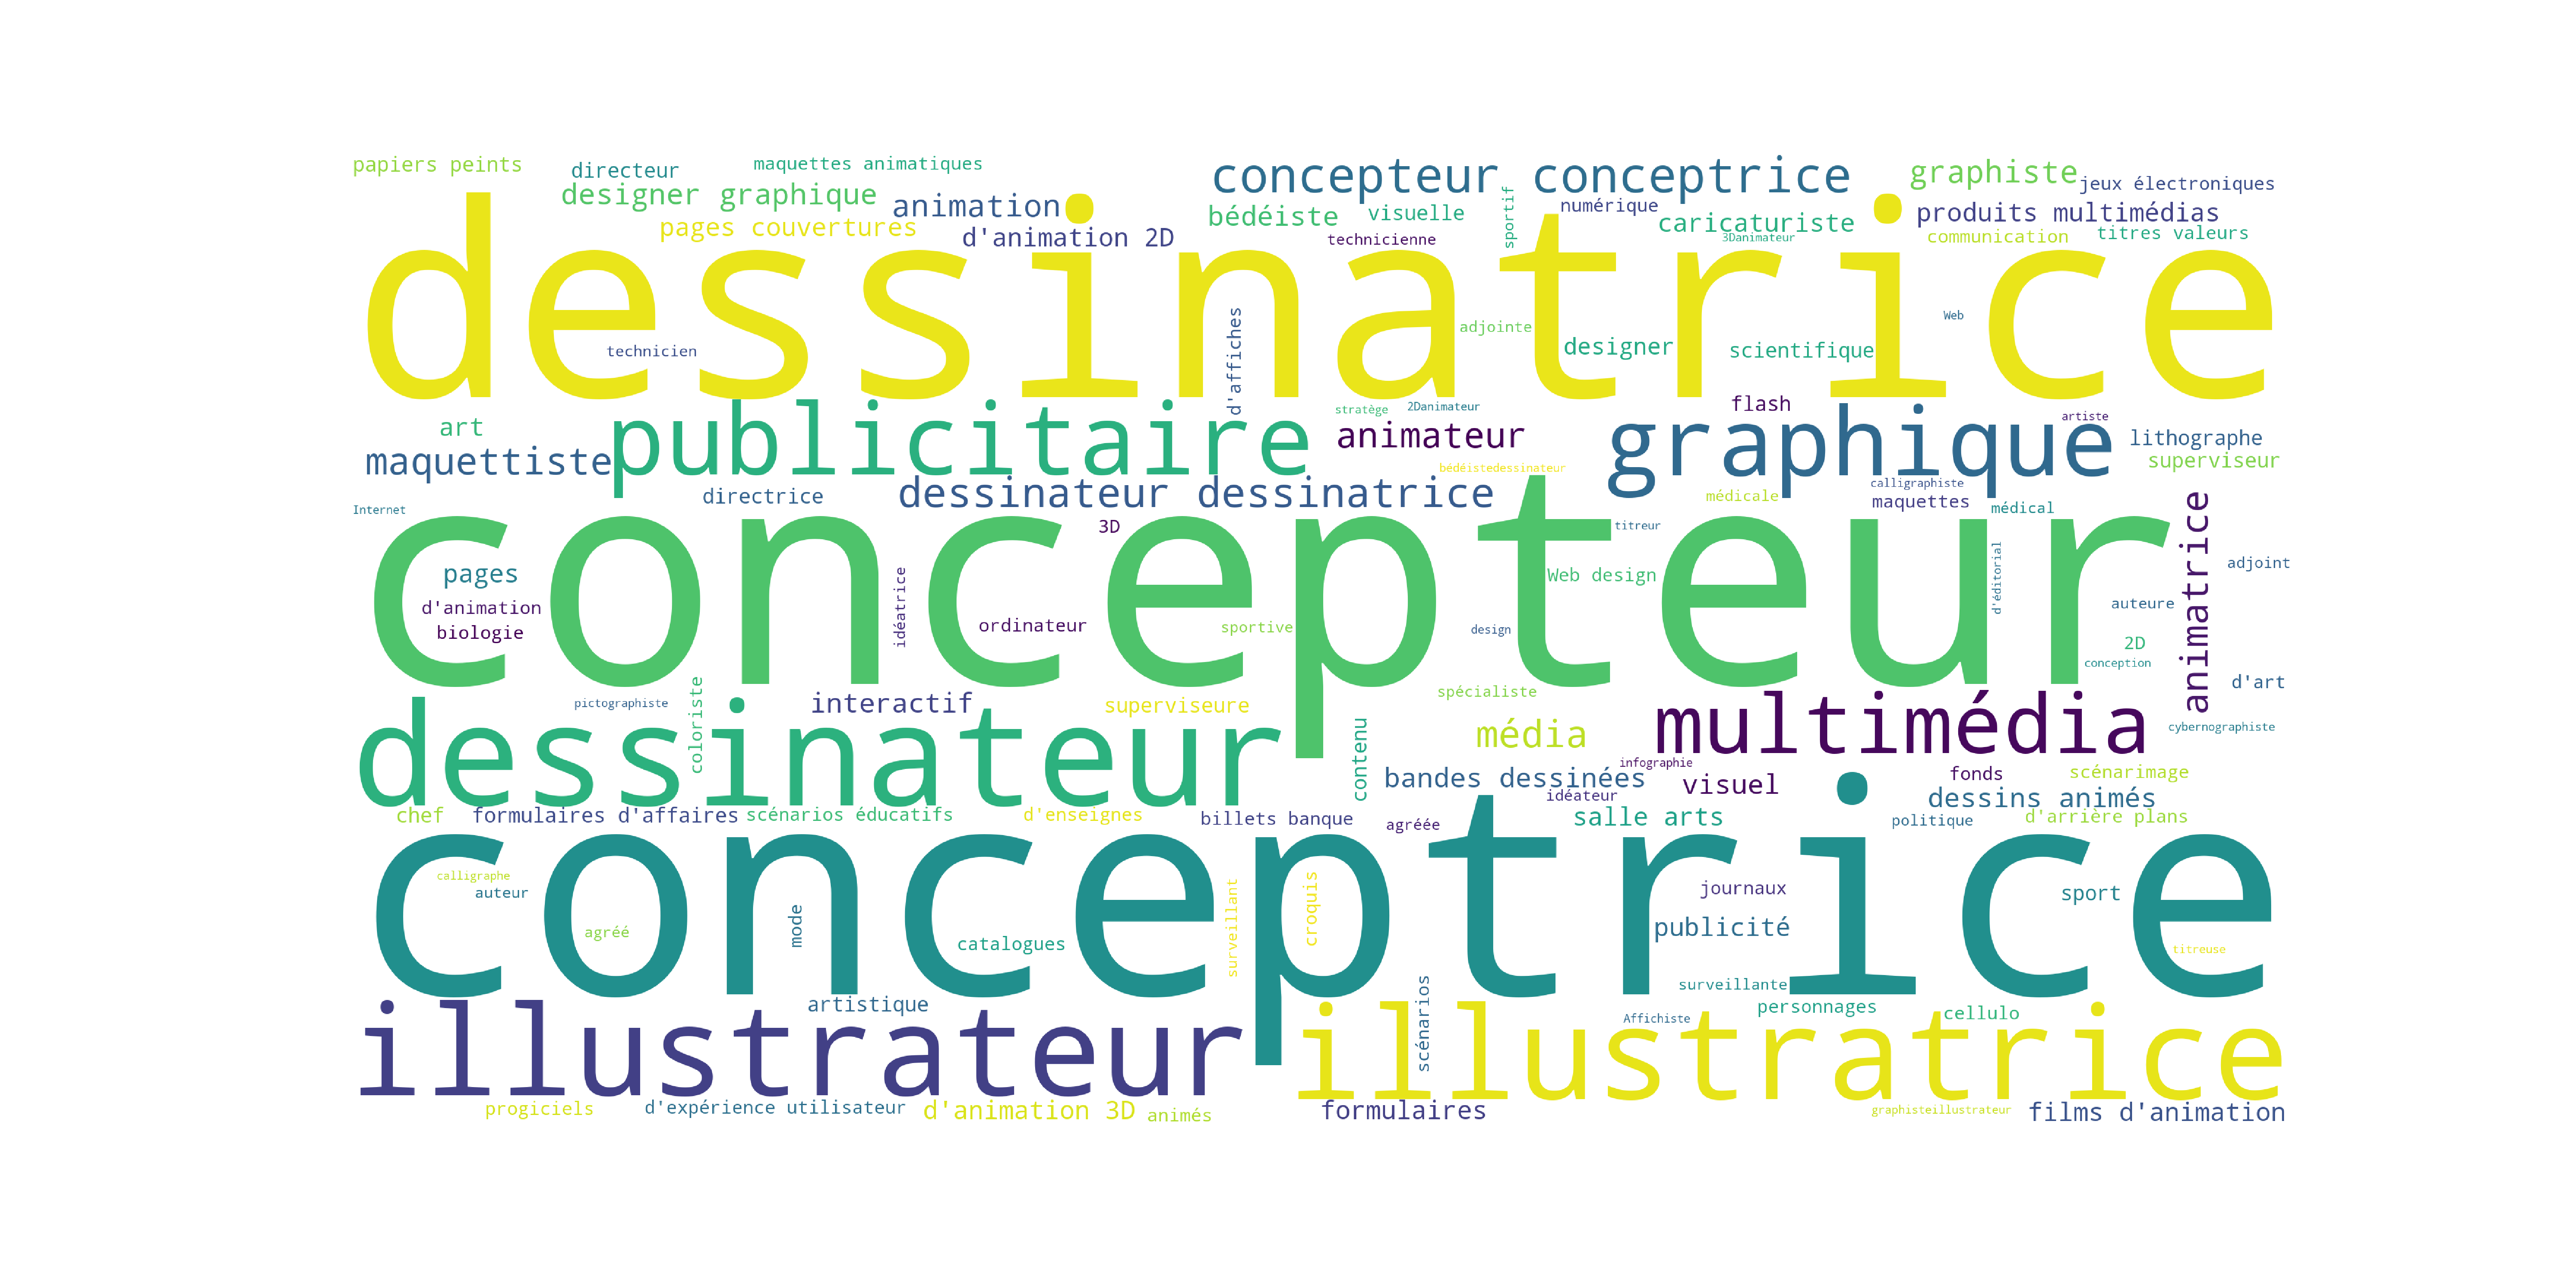 papiers peints
directeur
maquettes animatiques
concepteur conceptrice
graphiste
jeux électroniques
designer graphique
animation
bédéiste
visuelle
sportif
numérique
caricaturiste
produits multimédias
pages couvertures
d'animation 2D
technicienne
3Danimateur
communication
titres valeurs
dessinatrice
technicien
d'affiches
adjointe
designer
scientifique
Web
art
publicitaire
stratège
2Danimateur
animateur
flash
graphique
artiste
lithographe
maquettiste
bédéistedessinateur
superviseur
directrice
dessinateur dessinatrice
médicale
calligraphiste
maquettes
médical
Internet
3D
titreur
animatrice
concepteur
pages
d'animation
biologie
idéatrice
ordinateur
sportive
design
Web design
d'éditorial
adjoint
auteure
2D
conception
d'art
pictographiste
coloriste
interactif
superviseure
spécialiste
multimédia
cybernographiste
dessinateur
contenu
média
infographie
bandes dessinées
visuel
fonds
scénarimage
idéateur
dessins animés
chef
formulaires d'affaires
scénarios éducatifs
d'enseignes
billets banque
agréée
salle arts
politique
d'arrière plans
conceptrice
calligraphe
auteur
agréé
mode
catalogues
surveillant
croquis
journaux
publicité
sport
titreuse
surveillante
artistique
scénarios
personnages
Affichiste
cellulo
illustrateur
illustratrice
progiciels
d'expérience utilisateur
d'animation 3D
animés
formulaires
graphisteillustrateur
films d'animation